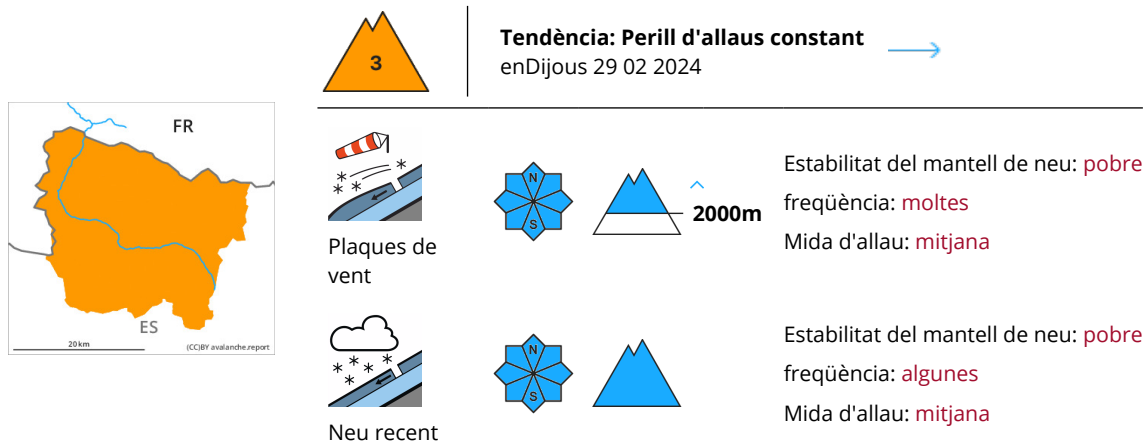 3
Tendència: Perill d'allaus constant
enDijous 29 02 2024
FR
ES
20 km
(CC)BY avalanche.report
N
S
2000m
Plaques de
vent
Estabilitat del mantell de neu: pobre
freqüència: moltes
Mida d'allau: mitjana
N
S
Neu recent
Estabilitat del mantell de neu: pobre
freqüència: algunes
Mida d'allau: mitjana